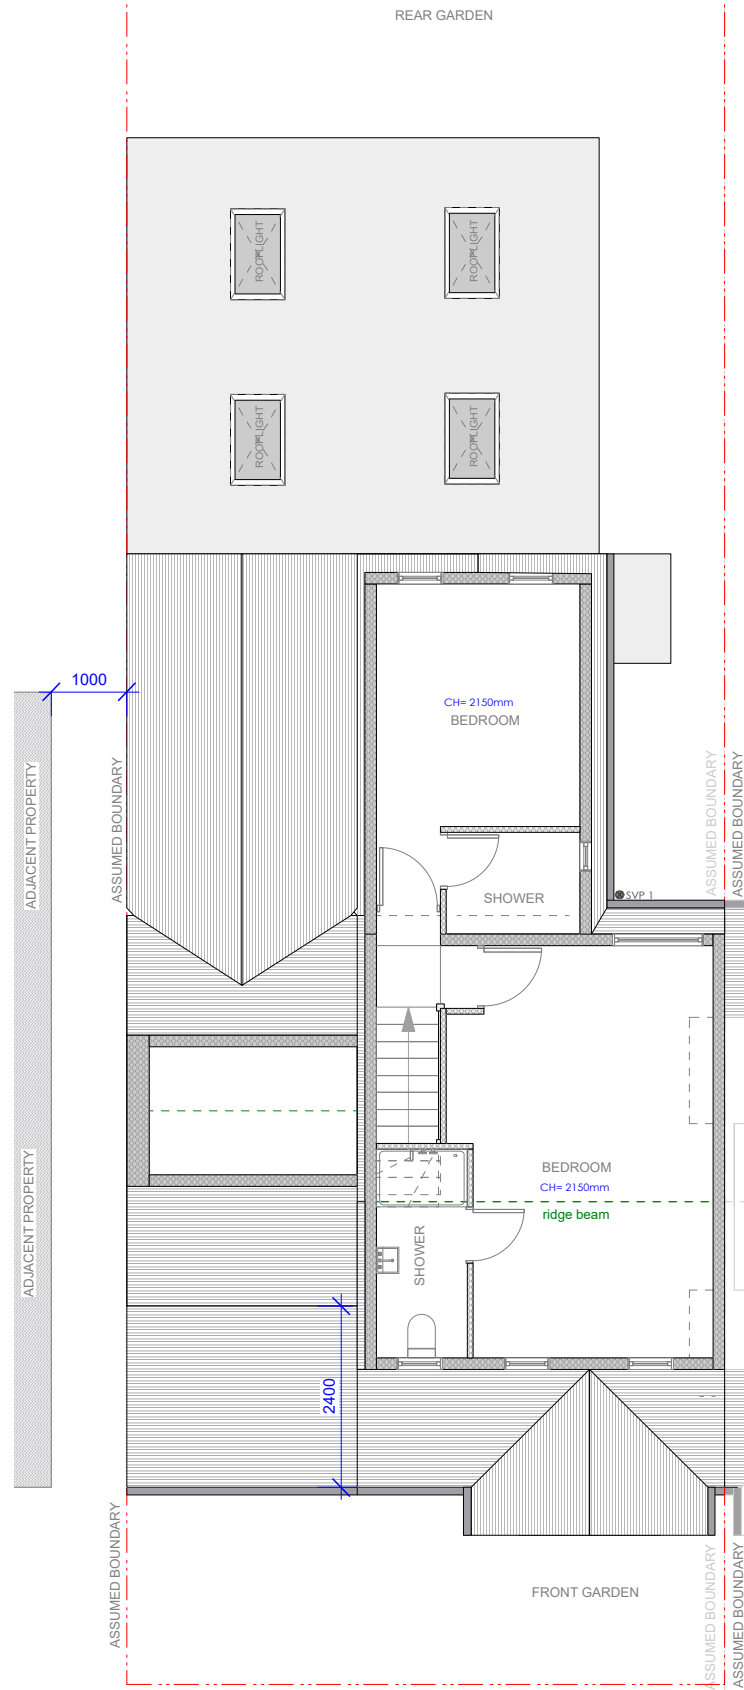 REAR GARDEN
ROOFLIGHT
ROOFLIGHT
ROOFLIGHT
ROOFLIGHT
1000
CH= 2150mm
BEDROOM
ADJACENT PROPERTY
ASSUMED BOUNDARY
ASSUMED BOUNDARY
ASSUMED BOUNDARY
SHOWER
SVP 1
BEDROOM
CH= 2150mm
ridge beam
SHOWER
ADJACENT PROPERTY
2400
ASSUMED BOUNDARY
FRONT GARDEN
ASSUMED BOUNDARY
ASSUMED BOUNDARY